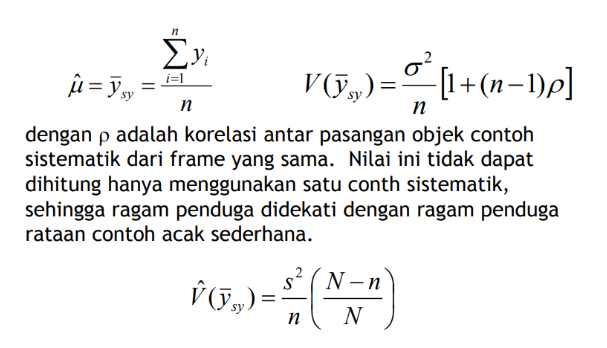 μ̂ = ȳ_sy = (∑_{i=1}^{n} y_i) / n    V(ȳ_sy) = (σ² / n) [1 + (n − 1)ρ]
dengan ρ adalah korelasi antar pasangan objek contoh
sistematik dari frame yang sama. Nilai ini tidak dapat
dihitung hanya menggunakan satu conth sistematik,
sehingga ragam penduga didekati dengan ragam penduga
rataan contoh acak sederhana.
V̂(ȳ_sy) = (s² / n) ((N − n) / N)